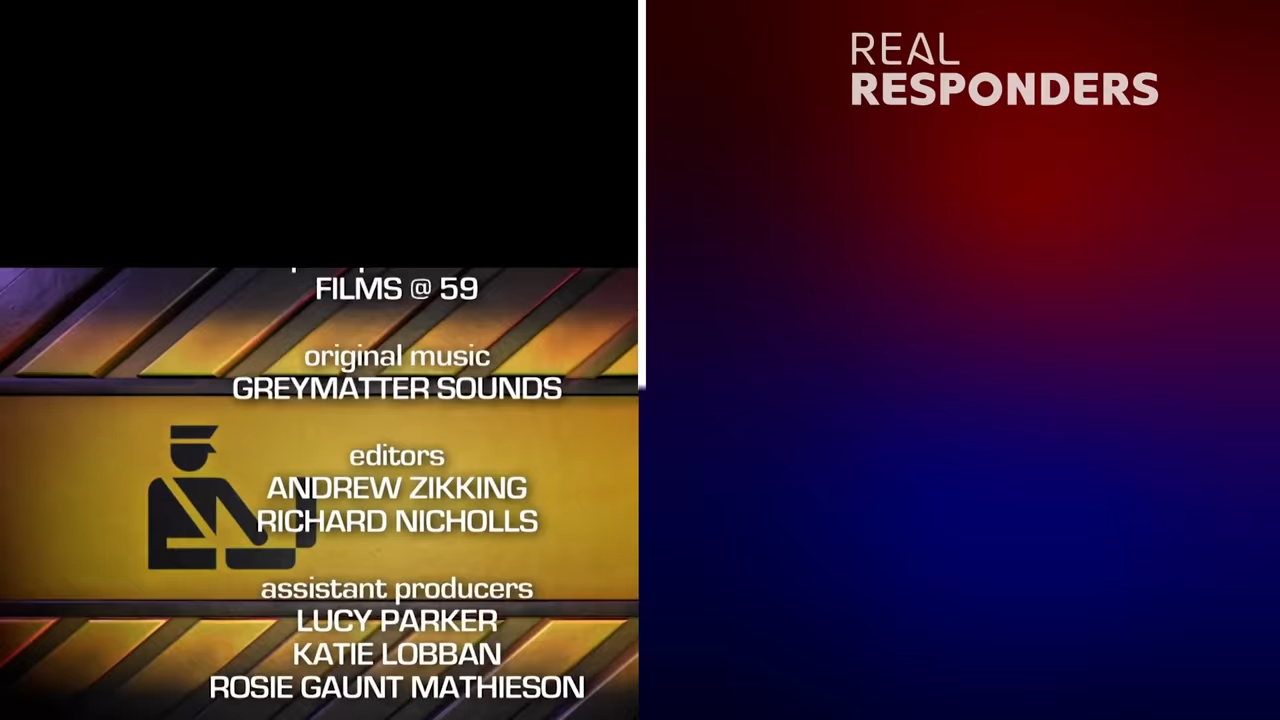 FILMS @ 59
original music
GREYMATTER SOUNDS
editors
ANDREW ZIKKING
RICHARD NICHOLLS
assistant producers
LUCY PARKER
KATIE LOBBAN
ROSIE GAUNT MATHIESON
REAL
RESPONDERS